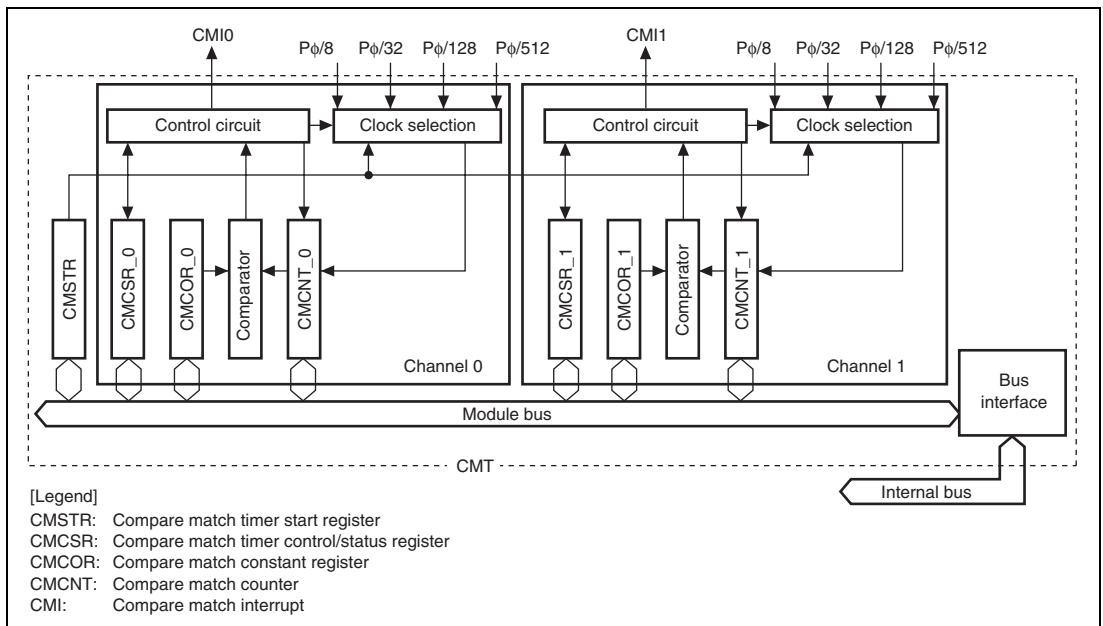 CMI0 Pϕ/8 Pϕ/32 Pϕ/128 Pϕ/512 CMI1 Pϕ/8 Pϕ/32 Pϕ/128 Pϕ/512
Control circuit Clock selection Control circuit Clock selection
CMSTR
CMCSR_0
CMCOR_0
Comparator
CMCNT_0
CMCSR_1
CMCOR_1
Comparator
CMCNT_1
Channel 0
Channel 1
Bus
interface
Module bus
CMT
Internal bus
[Legend]
CMSTR: Compare match timer start register
CMCSR: Compare match timer control/status register
CMCOR: Compare match constant register
CMCNT: Compare match counter
CMI: Compare match interrupt